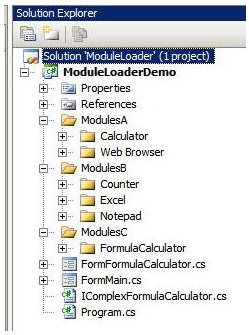 Solution Explorer
Solution 'ModuleLoader' (1 project)
ModuleLoaderDemo
Properties
References
ModulesA
Calculator
Web Browser
ModulesB
Counter
Excel
Notepad
ModulesC
FormulaCalculator
FormFormulaCalculator.cs
FormMain.cs
IComplexFormulaCalculator.cs
Program.cs